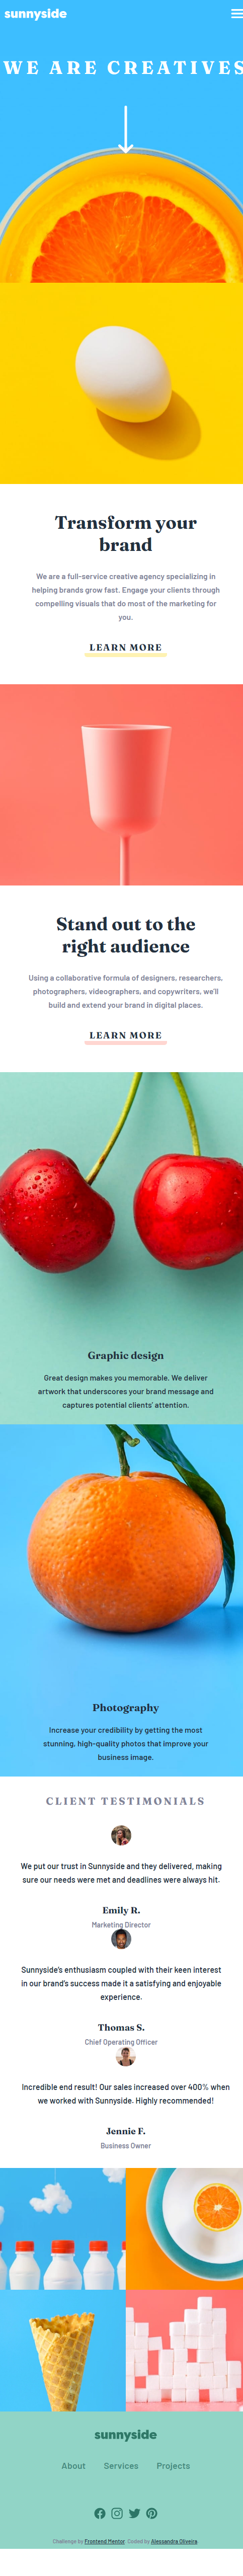 sunnyside
WE ARE CREATIVES
Transform your
brand
We are a full-service creative agency specializing in
helping brands grow fast. Engage your clients through
compelling visuals that do most of the marketing for
you.
LEARN MORE
Stand out to the
right audience
Using a collaborative formula of designers, researchers,
photographers, videographers, and copywriters, we'll
build and extend your brand in digital places.
LEARN MORE
Graphic design
Great design makes you memorable. We deliver
artwork that underscores your brand message and
captures potential clients' attention.
Photography
Increase your credibility by getting the most
stunning, high-quality photos that improve your
business image.
CLIENT TESTIMONIALS
We put our trust in Sunnyside and they delivered, making
sure our needs were met and deadlines were always hit.
Emily R.
Marketing Director
Sunnyside's enthusiasm coupled with their keen interest
in our brand's success made it a satisfying and enjoyable
experience.
Thomas S.
Chief Operating Officer
Incredible end result! Our sales increased over 400% when
we worked with Sunnyside. Highly recommended!
Jennie F.
Business Owner
sunnyside
About Services Projects
Challenge by Frontend Mentor. Coded by Alessandra Oliveira.